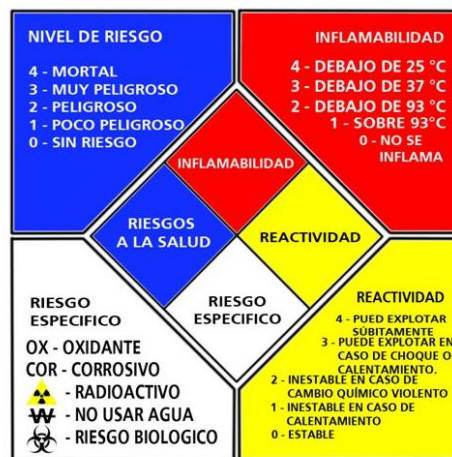 NIVEL DE RIESGO
4 - MORTAL
3 - MUY PELIGROSO
2 - PELIGROSO
1 - POCO PELIGROSO
0 - SIN RIESGO
INFLAMABILIDAD
4 - DEBAJO DE 25 °C
3 - DEBAJO DE 37 °C
2 - DEBAJO DE 93 °C
1 - SOBRE 93°C
0 - NO SE
INFLAMA
INFLAMABILIDAD
RIESGOS
A LA SALUD
REACTIVIDAD
RIESGO
ESPECIFICO
RIESGO
ESPECIFICO
OX - OXIDANTE
COR - CORROSIVO
- RADIOACTIVO
W - NO USAR AGUA
- RIESGO BIOLOGICO
REACTIVIDAD
4 - PUED EXPLOTAR
SÚBITAMENTE
3 - PUEDE EXPLOTAR EN
CASO DE CHOQUE O
CALENTAMIENTO.
2 - INESTABLE EN CASO DE
CAMBIO QUÍMICO VIOLENTO
1 - INESTABLE EN CASO DE
CALENTAMIENTO
0 - ESTABLE